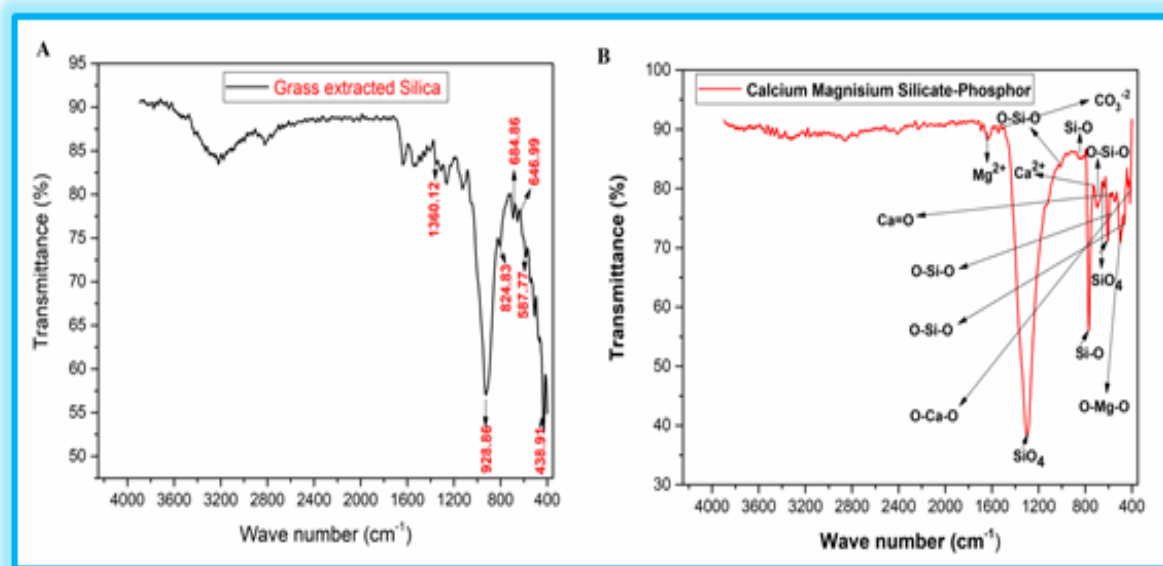 A
Grass extracted Silica
95
90
85
80
75
70
65
60
55
50
Transmittance (%)
1360.12
684.86
646.99
824.83
587.77
928.86
438.91
4000 3600 2800 2000 1600 1200 800 400
Wave number (cm⁻¹)
B
Calcium Magnisium Silicate-Phosphor
100
90
80
70
60
50
40
30
Transmittance (%)
CO₃⁻²
O-Si-O
Si-O
O-Si-O
Mg²⁺
Ca²⁺
Ca=O
O-Si-O
SiO₄
O-Si-O
Si-O
O-Ca-O
O-Mg-O
SiO₄
4000 3600 2800 2000 1600 1200 800 400
Wave number (cm⁻¹)